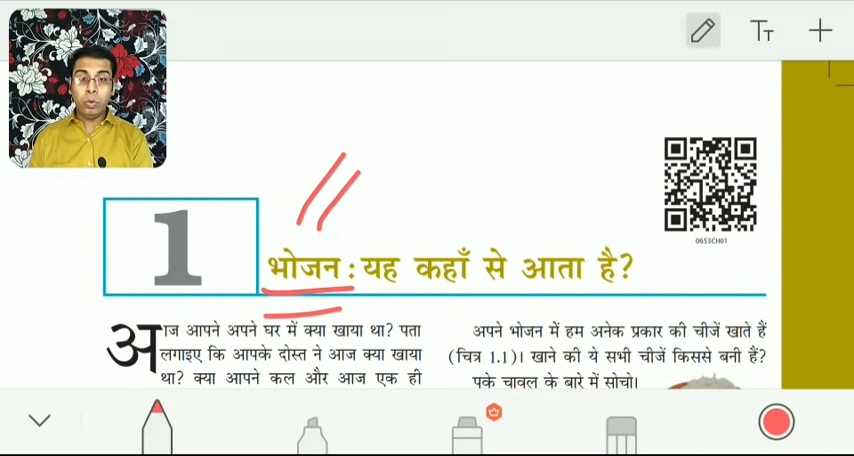 Tт
0653CH01
1
भोजन : यह कहाँ से आता है?
आज आपने अपने घर में क्या खाया था? पता
लगाइए कि आपके दोस्त ने आज क्या खाया
था? क्या आपने कल और आज एक ही
अपने भोजन में हम अनेक प्रकार की चीजें खाते हैं
(चित्र 1.1)। खाने की ये सभी चीजें किससे बनी हैं?
पके चावल के बारे में सोचो।